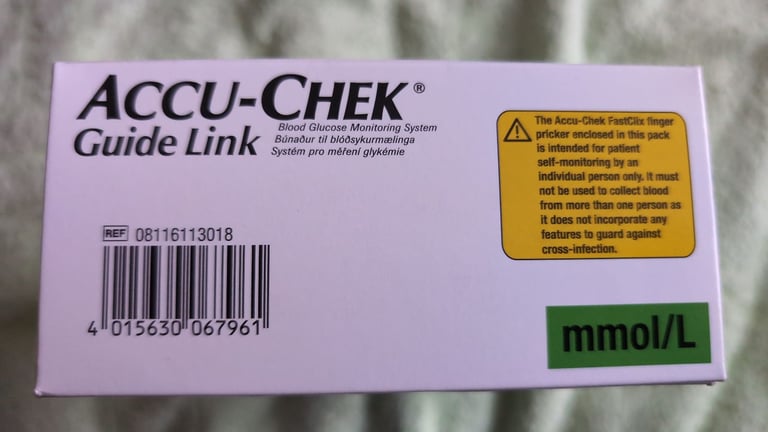 ACCU-CHEK®
Guide Link
Blood Glucose Monitoring System
Búnaður til blóðsykurmælinga
Systém pro měření glykémie
The Accu-Chek FastClix finger
pricker enclosed in this pack
is intended for patient
self-monitoring by an
individual person only. It must
not be used to collect blood
from more than one person as
it does not incorporate any
features to guard against
cross-infection.
REF 08116113018
4 015630 067961
mmol/L